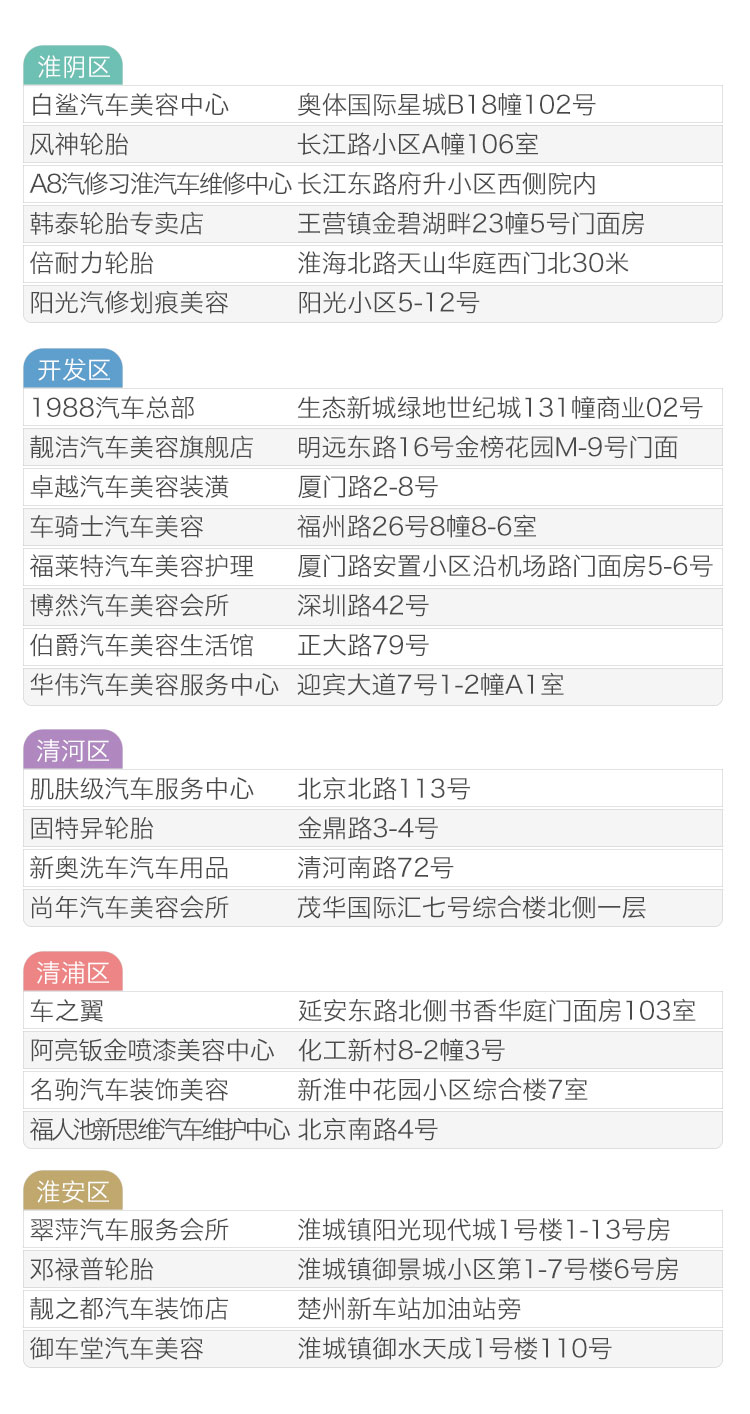 淮阴区
白鲨汽车美容中心 奥体国际星城B18幢102号
风神轮胎 长江路小区A幢106室
A8汽修习淮汽车维修中心 长江东路府升小区西侧院内
韩泰轮胎专卖店 王营镇金碧湖畔23幢5号门面房
倍耐力轮胎 淮海北路天山华庭西门北30米
阳光汽修划痕美容 阳光小区5-12号
开发区
1988汽车总部 生态新城绿地世纪城131幢商业02号
靓洁汽车美容旗舰店 明远东路16号金榜花园M-9号门面
卓越汽车美容装潢 厦门路2-8号
车骑士汽车美容 福州路26号8幢8-6室
福莱特汽车美容护理 厦门路安置小区沿机场路门面房5-6号
博然汽车美容会所 深圳路42号
伯爵汽车美容生活馆 正大路79号
华伟汽车美容服务中心 迎宾大道7号1-2幢A1室
清河区
肌肤级汽车服务中心 北京北路113号
固特异轮胎 金鼎路3-4号
新奥洗车汽车用品 清河南路72号
尚年汽车美容会所 茂华国际汇七号综合楼北侧一层
清浦区
车之翼 延安东路北侧书香华庭门面房103室
阿亮钣金喷漆美容中心 化工新村8-2幢3号
名驹汽车装饰美容 新淮中花园小区综合楼7室
福人池新思维汽车维护中心 北京南路4号
淮安区
翠萍汽车服务会所 淮城镇阳光现代城1号楼1-13号房
邓禄普轮胎 淮城镇御景城小区第1-7号楼6号房
靓之都汽车装饰店 楚州新车站加油站旁
御车堂汽车美容 淮城镇御水天成1号楼110号